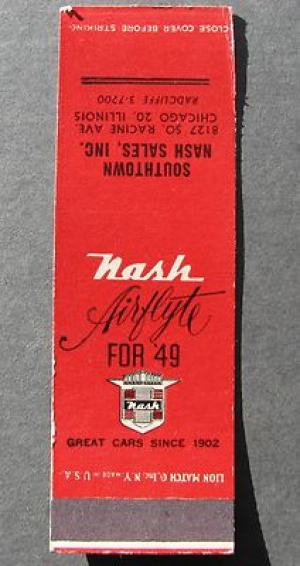 CLOSE COVER BEFORE STRIKING
SOUTHTOWN
NASH SALES, INC.
8127 SO. RACINE AVE.
CHICAGO 20, ILLINOIS
RADCLIFFE 3-7200
Nash
Airflyte
FOR '49
Nash
GREAT CARS SINCE 1902
LION MATCH CO., INC. N.Y. MADE IN U.S.A.